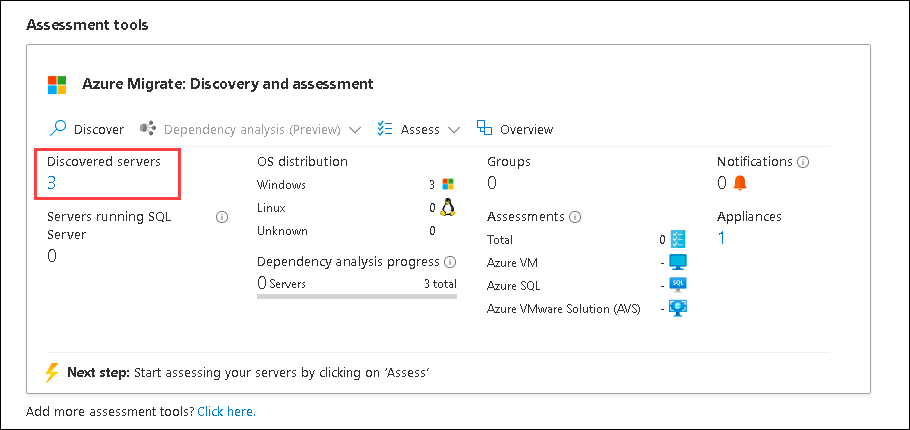 Assessment tools
Azure Migrate: Discovery and assessment
Discover
Dependency analysis (Preview)
Assess
Overview
Discovered servers
3
Servers running SQL
Server
0
OS distribution
Windows 3
Linux 0
Unknown 0
Dependency analysis progress
0 Servers 3 total
Groups
0
Assessments
Total 0
Azure VM -
Azure SQL -
SQL
Azure VMware Solution (AVS) -
Notifications
0
Appliances
1
Next step: Start assessing your servers by clicking on 'Assess'
Add more assessment tools? Click here.